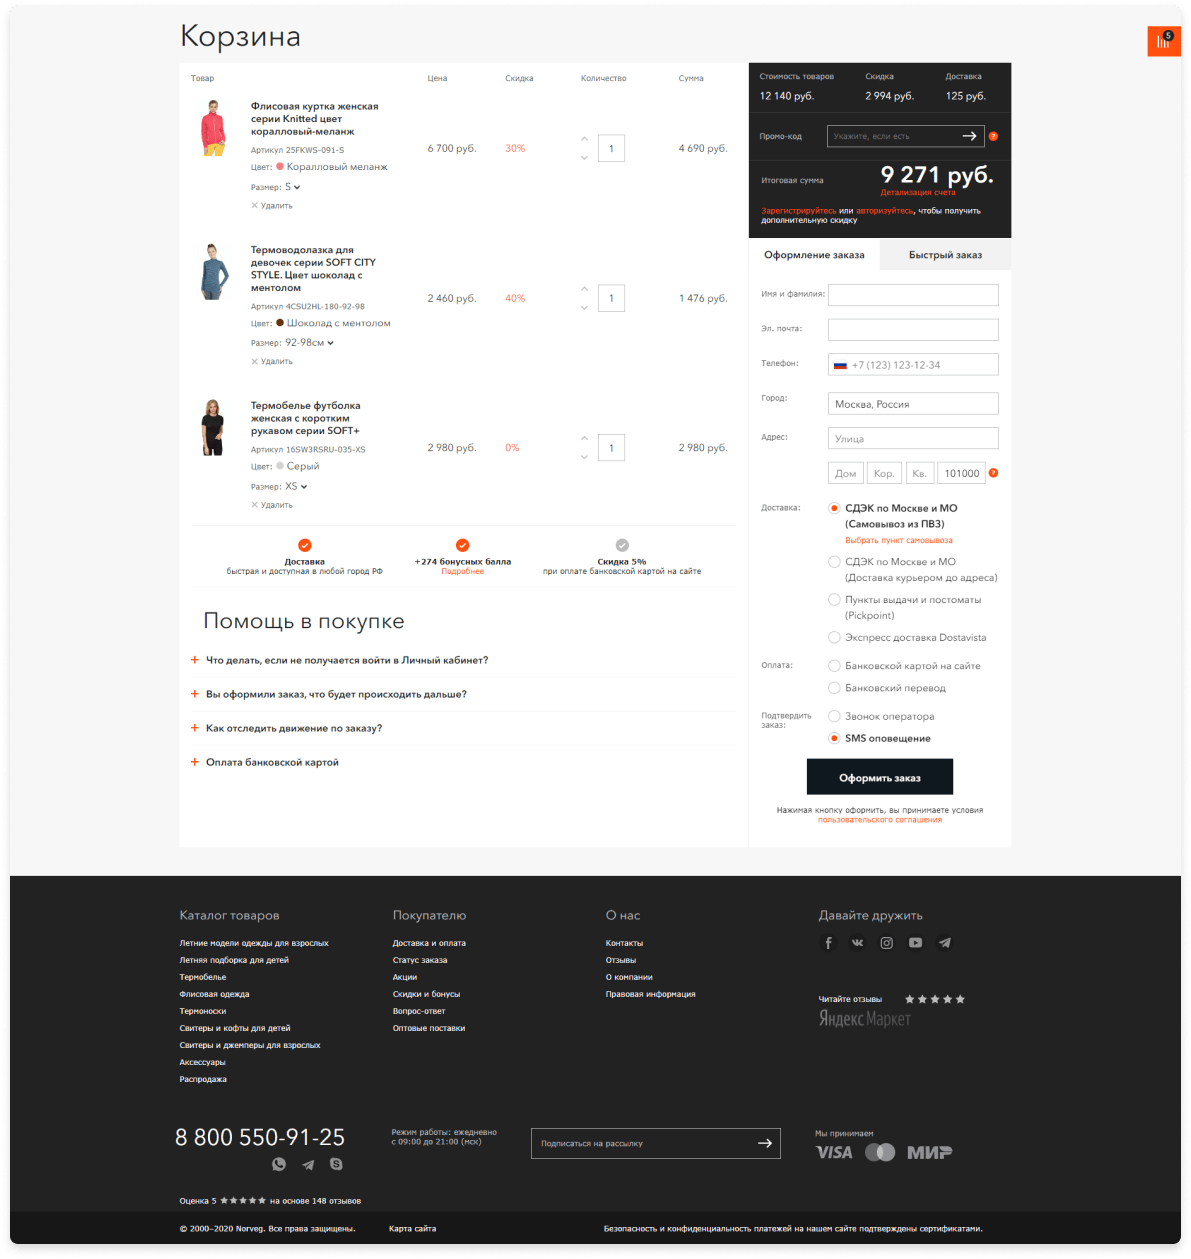 Корзина
5
Товар Цена Скидка Количество Сумма
Флисовая куртка женская
серии Knitted цвет
коралловый-меланж
Артикул 25FKWS-091-S
Цвет: Коралловый меланж
Размер: S
Удалить
6 700 руб. 30% 1 4 690 руб.
Термоводолазка для
девочек серии SOFT CITY
STYLE. Цвет шоколад с
ментолом
Артикул 4CSU2HL-180-92-98
Цвет: Шоколад с ментолом
Размер: 92-98см
Удалить
2 460 руб. 40% 1 1 476 руб.
Термобелье футболка
женская с коротким
рукавом серии SOFT+
Артикул 16SW3RSRU-035-XS
Цвет: Серый
Размер: XS
Удалить
2 980 руб. 0% 1 2 980 руб.
Доставка
быстрая и доступная в любой город РФ
+274 бонусных балла
Подробнее
Скидка 5%
при оплате банковской картой на сайте
Помощь в покупке
+ Что делать, если не получается войти в Личный кабинет?
+ Вы оформили заказ, что будет происходить дальше?
+ Как отследить движение по заказу?
+ Оплата банковской картой
Стоимость товаров Скидка Доставка
12 140 руб. 2 994 руб. 125 руб.
Промо-код Укажите, если есть ?
Итоговая сумма 9 271 руб.
Детализация счета
Зарегистрируйтесь или авторизуйтесь, чтобы получить
дополнительную скидку
Оформление заказа Быстрый заказ
Имя и фамилия:
Эл. почта:
Телефон: +7 (123) 123-12-34
Город: Москва, Россия
Адрес: Улица
Дом Кор. Кв. 101000 ?
Доставка: СДЭК по Москве и МО
(Самовывоз из ПВЗ)
Выбрать пункт самовывоза
СДЭК по Москве и МО
(Доставка курьером до адреса)
Пункты выдачи и постоматы
(Pickpoint)
Экспресс доставка Dostavista
Оплата: Банковской картой на сайте
Банковский перевод
Подтвердить
заказ:
Звонок оператора
SMS оповещение
Оформить заказ
Нажимая кнопку оформить, вы принимаете условия
пользовательского соглашения
Каталог товаров
Летние модели одежды для взрослых
Летняя подборка для детей
Термобелье
Флисовая одежда
Термоноски
Свитеры и кофты для детей
Свитеры и джемперы для взрослых
Аксессуары
Распродажа
Покупателю
Доставка и оплата
Статус заказа
Акции
Скидки и бонусы
Вопрос-ответ
Оптовые поставки
О нас
Контакты
Отзывы
О компании
Правовая информация
Давайте дружить
Читайте отзывы
Яндекс Маркет
8 800 550-91-25
Режим работы: ежедневно
с 09:00 до 21:00 (мск)
Подписаться на рассылку
Мы принимаем
VISA МИР
Оценка 5 ★★★★★ на основе 148 отзывов
© 2000–2020 Norveg. Все права защищены. Карта сайта Безопасность и конфиденциальность платежей на нашем сайте подтверждены сертификатами.